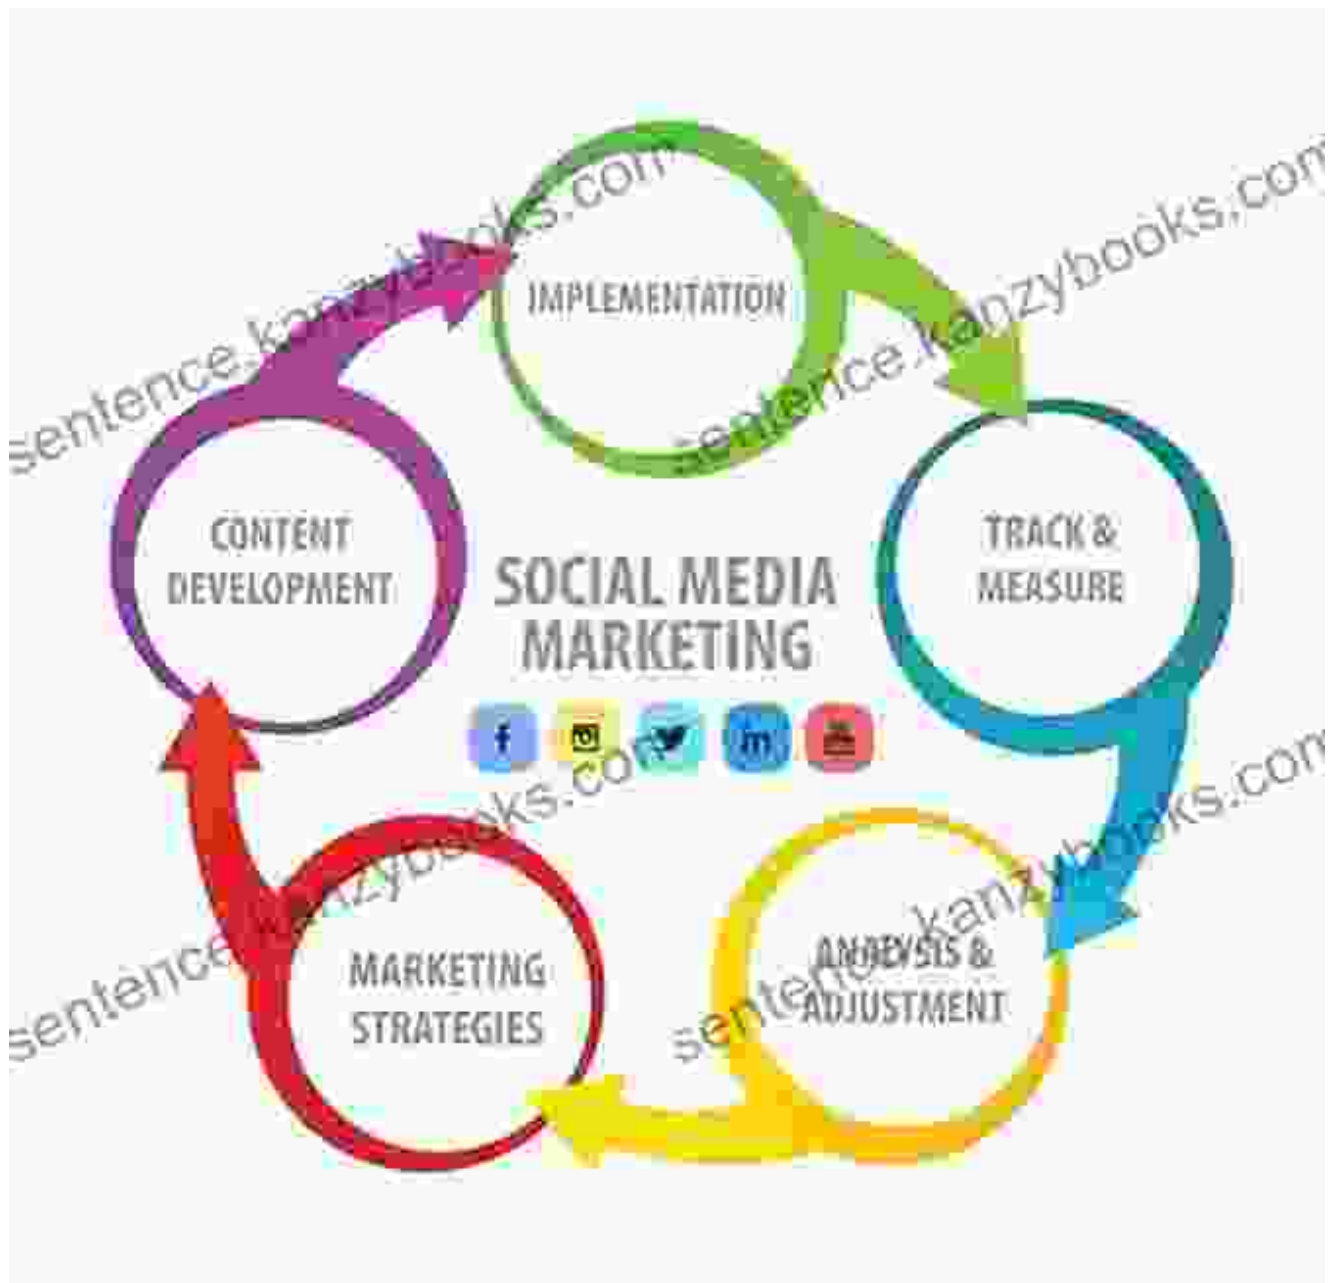 IMPLEMENTATION
CONTENT
DEVELOPMENT
TRACK &
MEASURE
SOCIAL MEDIA
MARKETING
f
in
MARKETING
STRATEGIES
ANALYSIS &
ADJUSTMENT
sentence.kanzybooks.com
sentence.kanzybooks.com
sentence.kanzybooks.com
sentence.kanzybooks.com